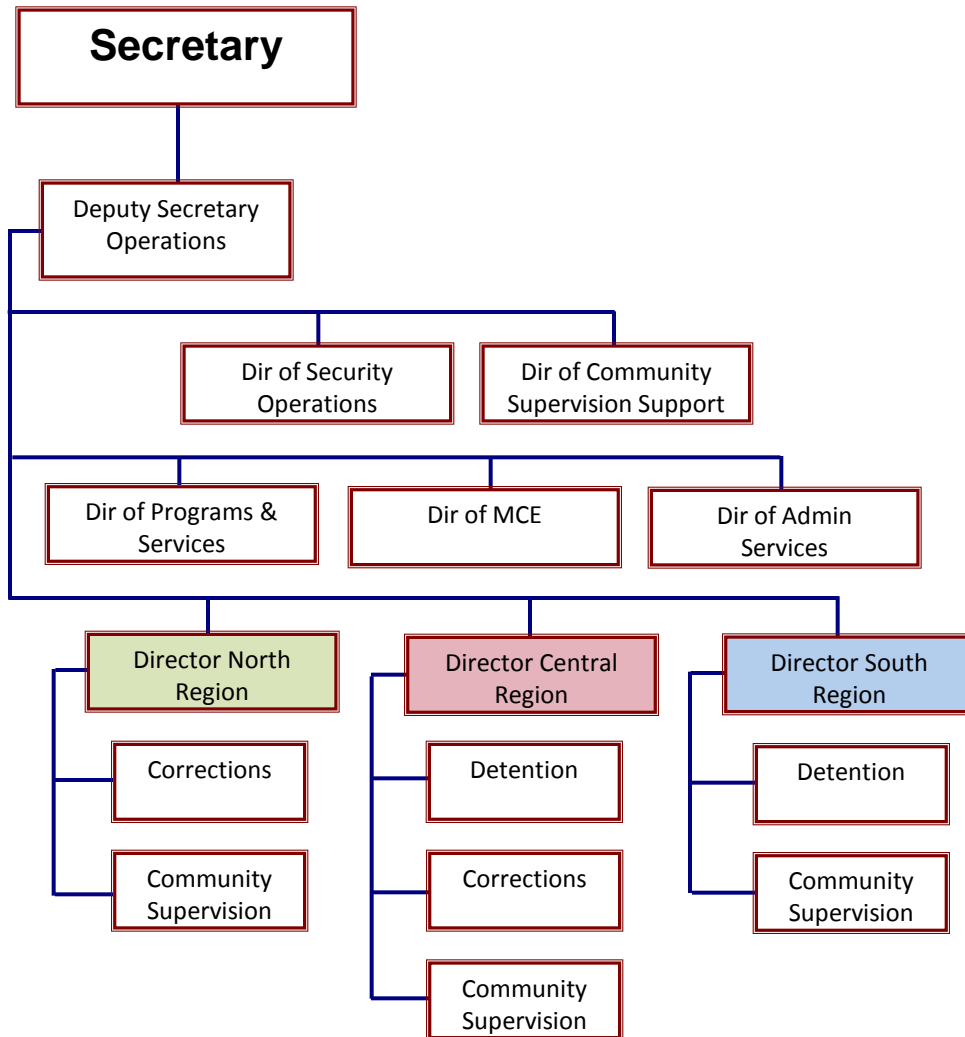 Secretary
Deputy Secretary
Operations
Dir of Security
Operations
Dir of Community
Supervision Support
Dir of Programs &
Services
Dir of MCE
Dir of Admin
Services
Director North
Region
Director Central
Region
Director South
Region
Corrections
Detention
Detention
Community
Supervision
Corrections
Community
Supervision
Community
Supervision